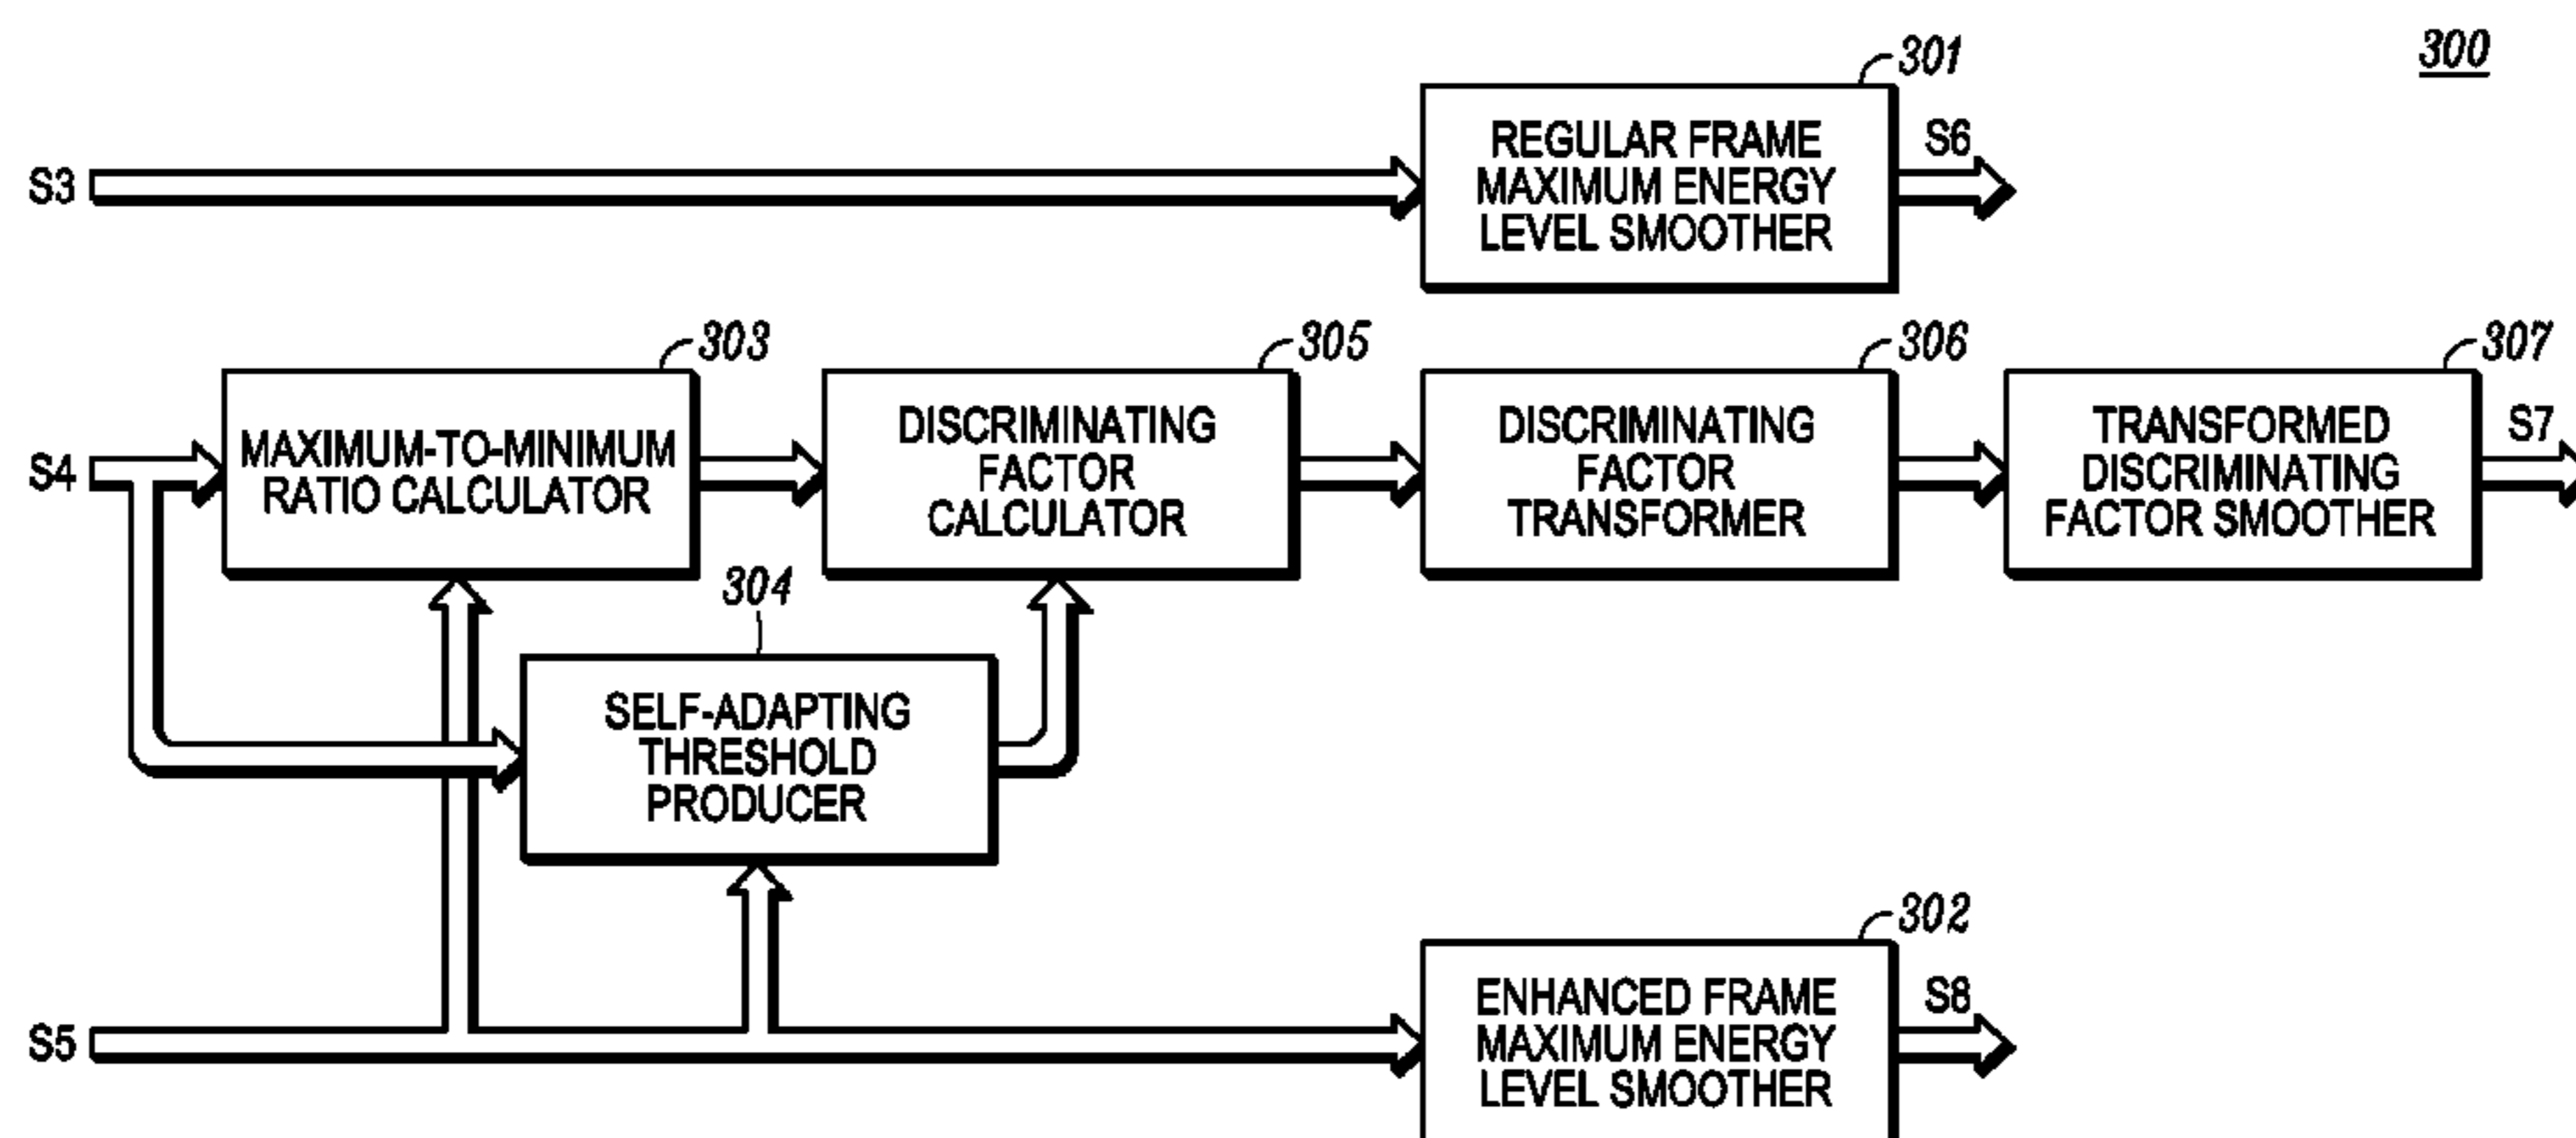 300
301
REGULAR FRAME
MAXIMUM ENERGY
LEVEL SMOOTHER
S3
S6
303
MAXIMUM-TO-MINIMUM
RATIO CALCULATOR
305
DISCRIMINATING
FACTOR
CALCULATOR
306
DISCRIMINATING
FACTOR
TRANSFORMER
307
TRANSFORMED
DISCRIMINATING
FACTOR SMOOTHER
S4
S7
304
SELF-ADAPTING
THRESHOLD
PRODUCER
302
ENHANCED FRAME
MAXIMUM ENERGY
LEVEL SMOOTHER
S5
S8